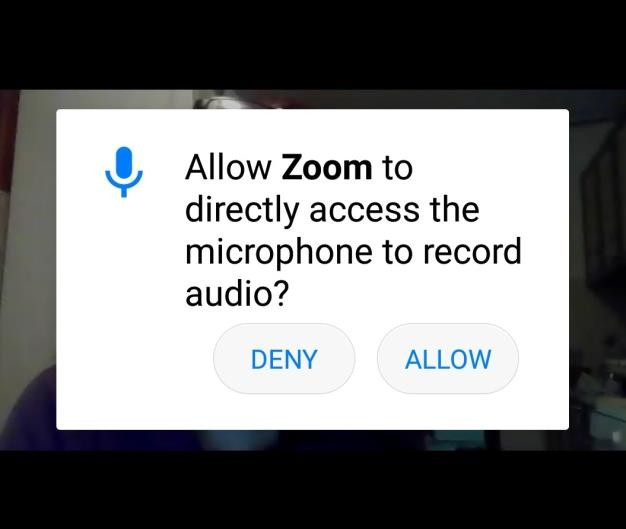 Allow Zoom to
directly access the
microphone to record
audio?
DENY
ALLOW